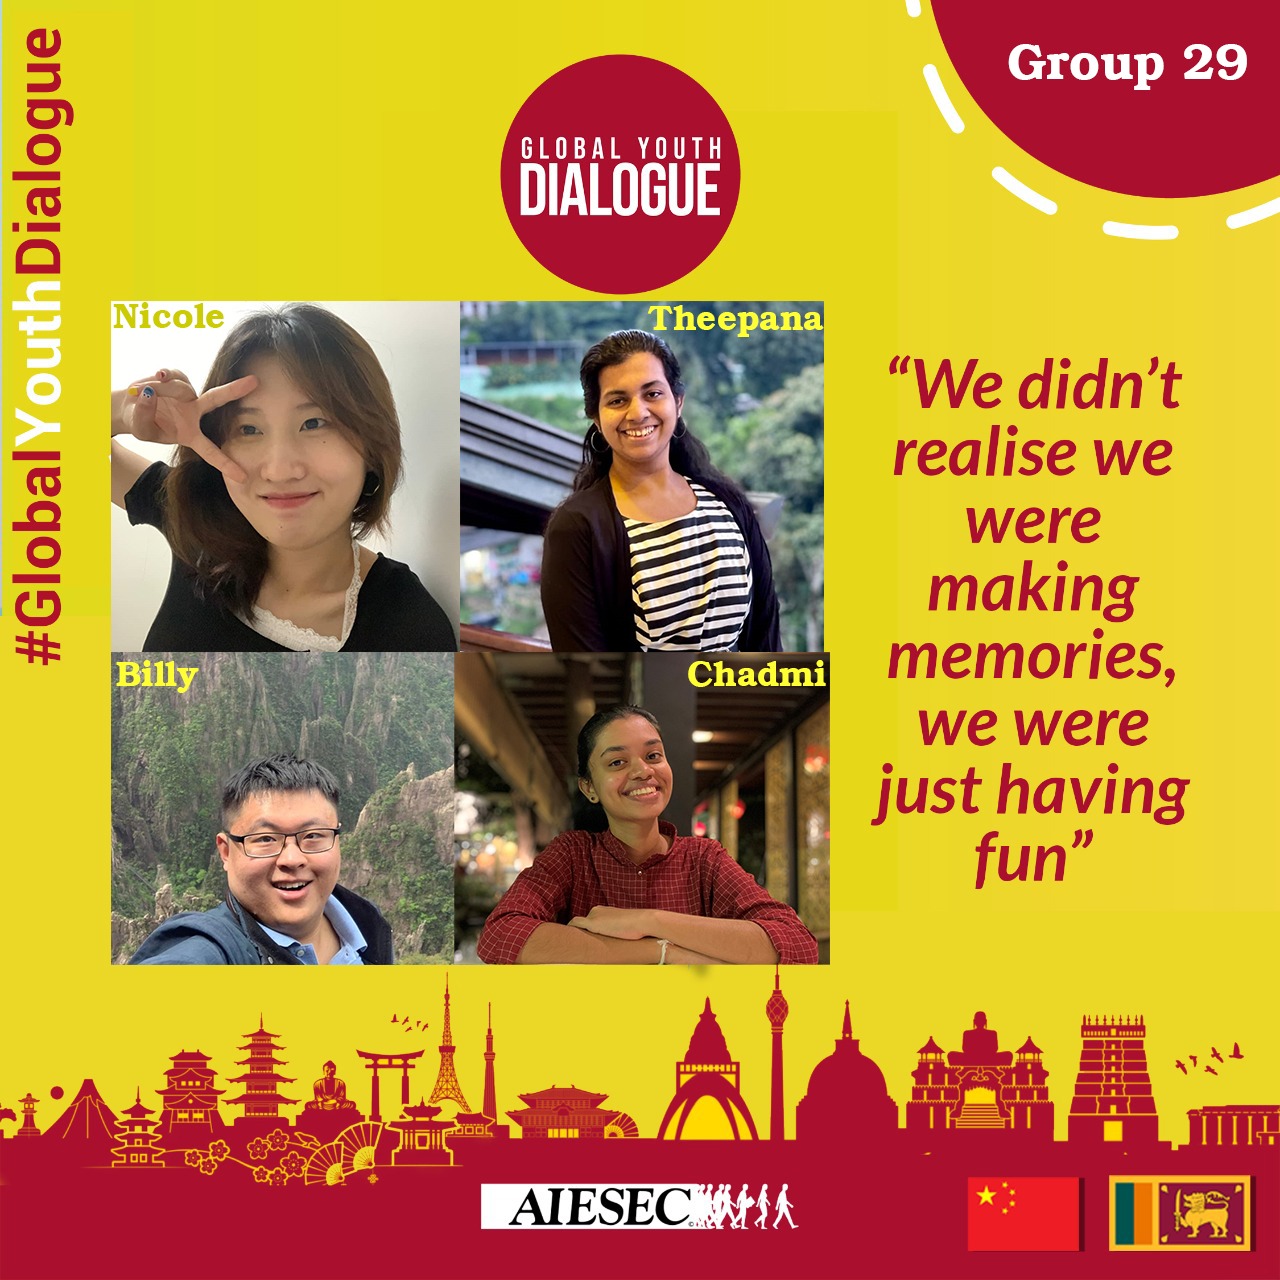 #GlobalYouthDialogue
Group 29
GLOBAL YOUTH
DIALOGUE
Nicole
Theepana
Billy
Chadmi
“We didn’t
realise we
were
making
memories,
we were
just having
fun”
AIESEC